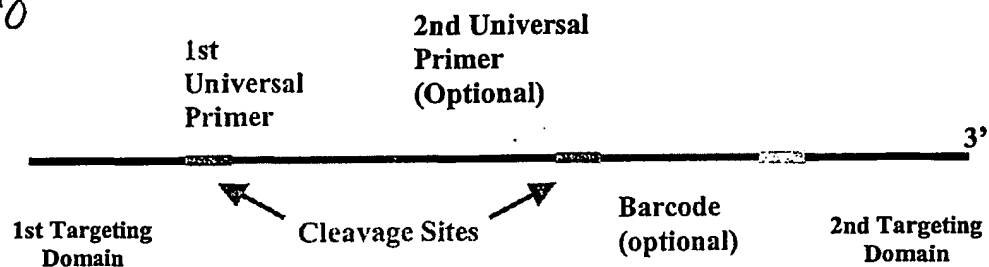 1st
Universal
Primer
2nd Universal
Primer
(Optional)
3’
1st Targeting
Domain
Cleavage Sites
Barcode
(optional)
2nd Targeting
Domain